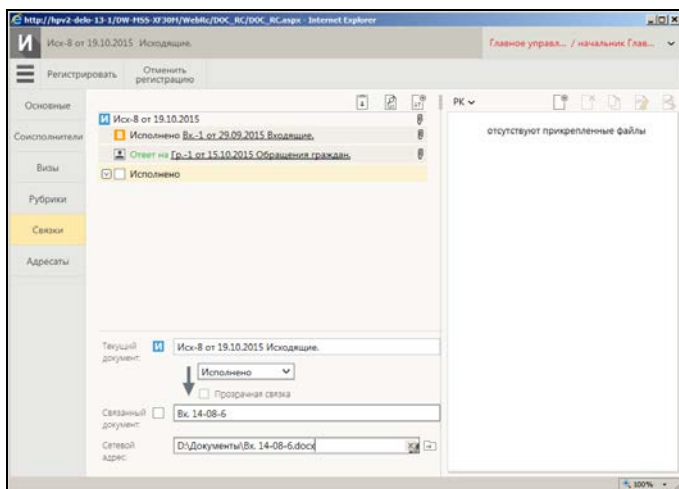 http://hpv2-delo-13-1/DW-MSS-XF30H/WebRc/DOC_RC/DOC_RC.aspx - Internet Explorer
И Исх-8 от 19.10.2015 Исходящие.
Главное управл... / начальник Глав...
Регистрировать
Отменить
регистрацию
Основные
Соисполнители
Визы
Рубрики
Связки
Адресаты
И Исх-8 от 19.10.2015
Исполнено Вх.-1 от 29.09.2015 Входящие.
Ответ на Гр.-1 от 15.10.2015 Обращения граждан.
Исполнено
РК
отсутствуют прикрепленные файлы
Текущий
документ:
И Исх-8 от 19.10.2015 Исходящие.
Исполнено
Прозрачная связка
Связанный
документ:
Вх. 14-08-6
Сетевой
адрес:
D:\Документы\Вх. 14-08-6.docx
100%